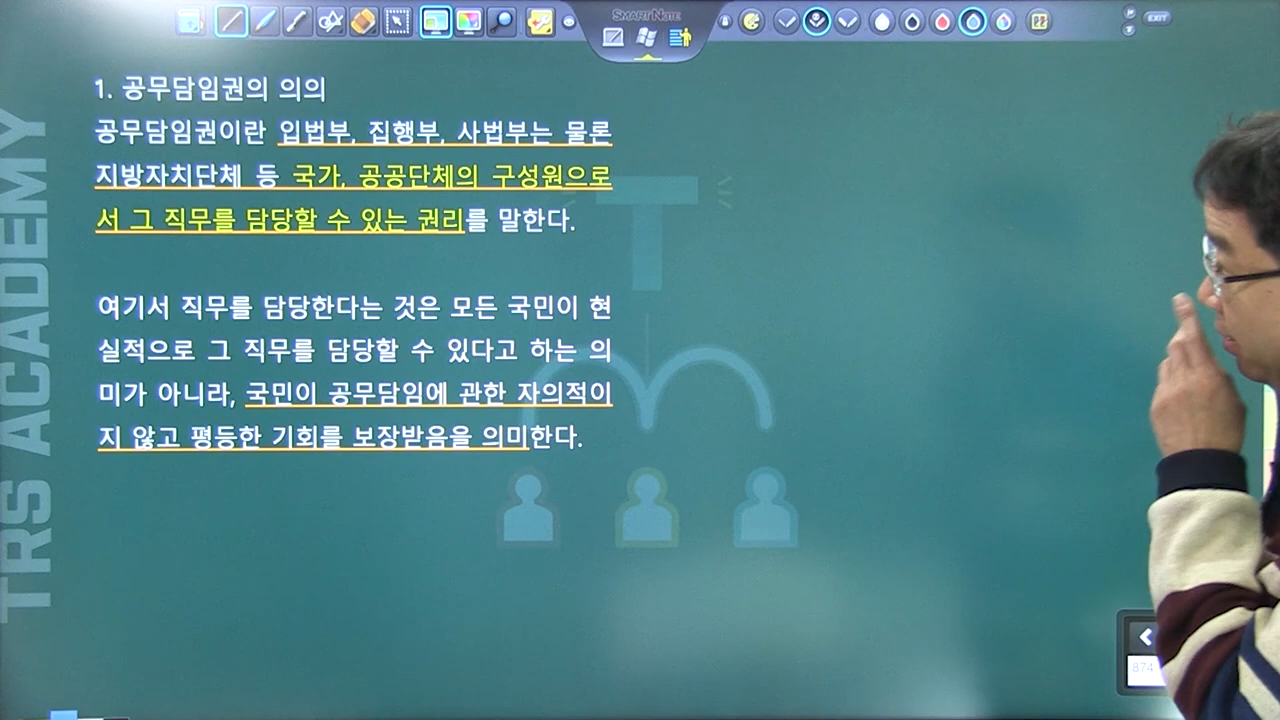 SMART NOTE
EXIT
1. 공무담임권의 의의
공무담임권이란 입법부, 집행부, 사법부는 물론
지방자치단체 등 국가, 공공단체의 구성원으로
서 그 직무를 담당할 수 있는 권리를 말한다.
여기서 직무를 담당한다는 것은 모든 국민이 현
실적으로 그 직무를 담당할 수 있다고 하는 의
미가 아니라, 국민이 공무담임에 관한 자의적이
지 않고 평등한 기회를 보장받음을 의미한다.
TRS ACADEMY
874